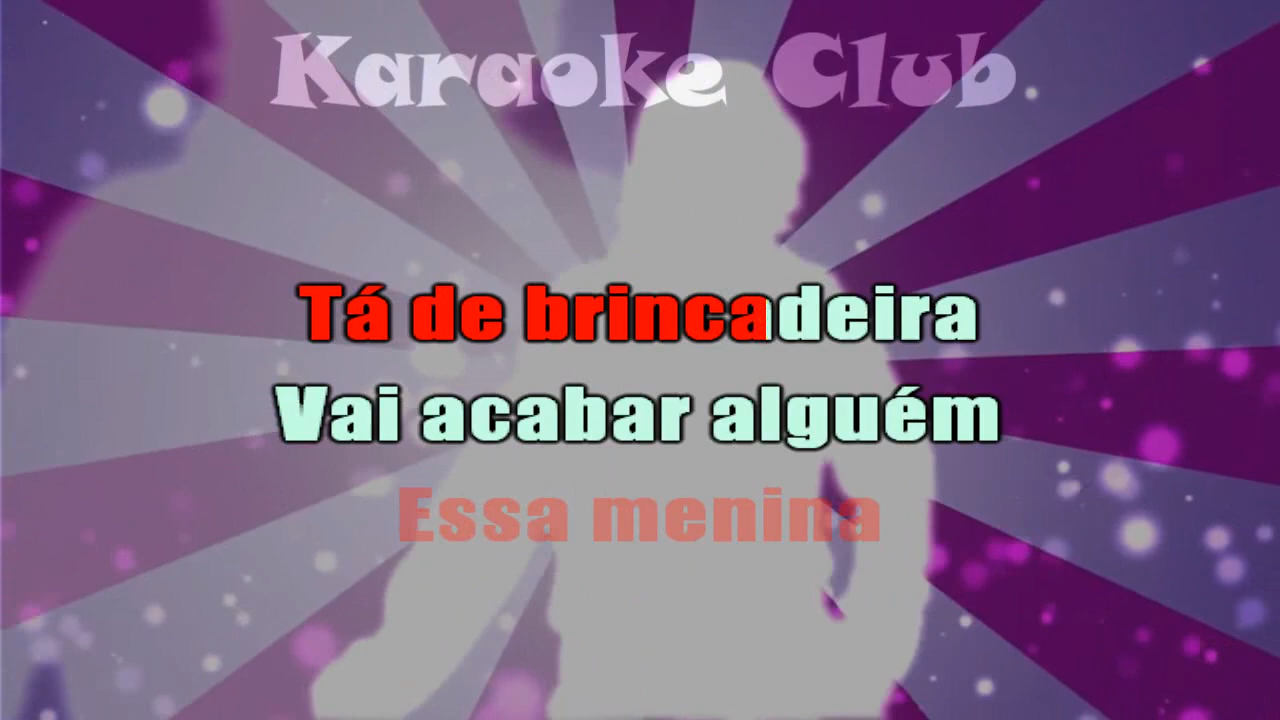 Karaoke Club
Tá de brincadeira
Vai acabar alguém
Essa menina